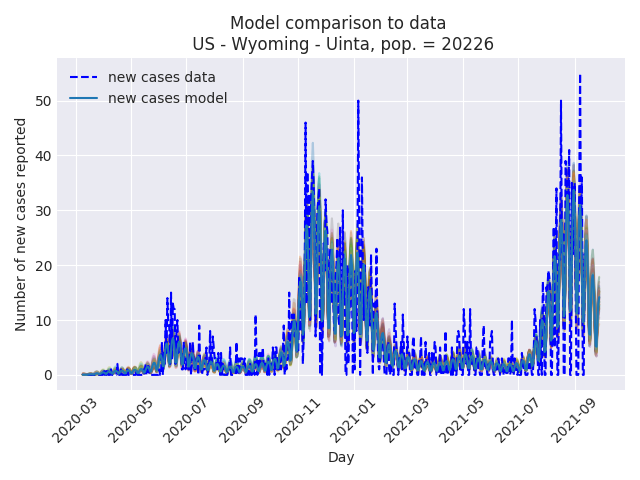 Model comparison to data
US - Wyoming - Uinta, pop. = 20226
new cases data
new cases model
Number of new cases reported
50
40
30
20
10
0
2020-03
2020-05
2020-07
2020-09
2020-11
2021-01
2021-03
2021-05
2021-07
2021-09
Day